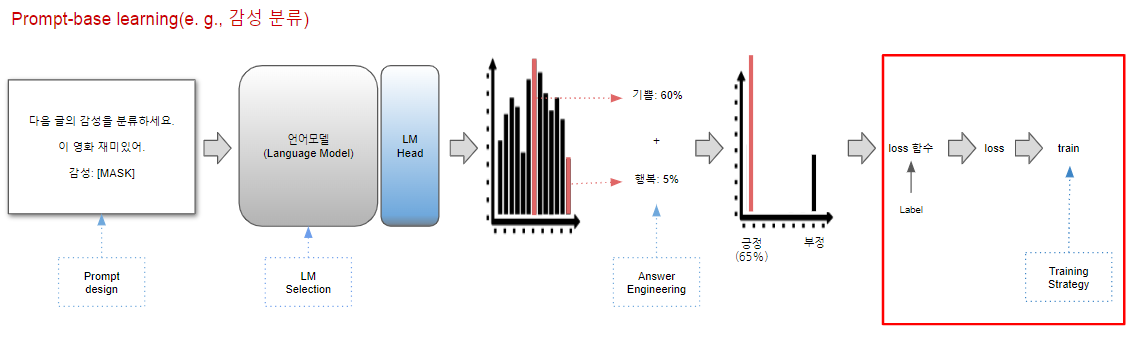 Prompt-base learning(e. g., 감성 분류)
다음 글의 감성을 분류하세요.
이 영화 재미있어.
감성: [MASK]
언어모델
(Language Model)
LM
Head
기쁨: 60%
+
행복: 5%
긍정
(65%)
부정
loss 함수
loss
train
Label
Prompt
design
LM
Selection
Answer
Engineering
Training
Strategy